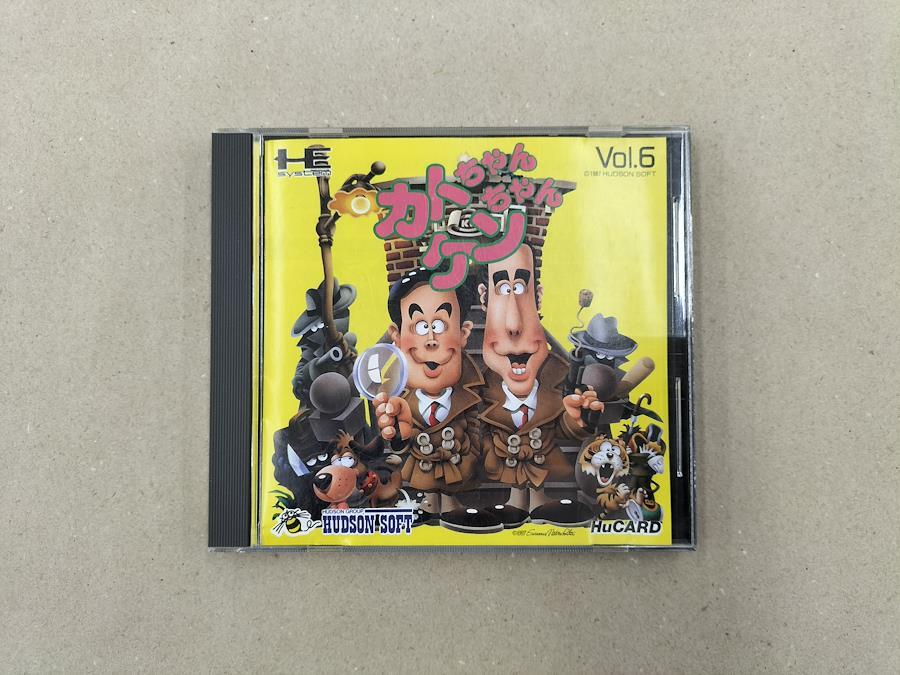 HE
system
Vol.6
©1987 HUDSON SOFT
カトちゃん
ケンちゃん
HUDSON GROUP
HUDSON SOFT
HuCARD